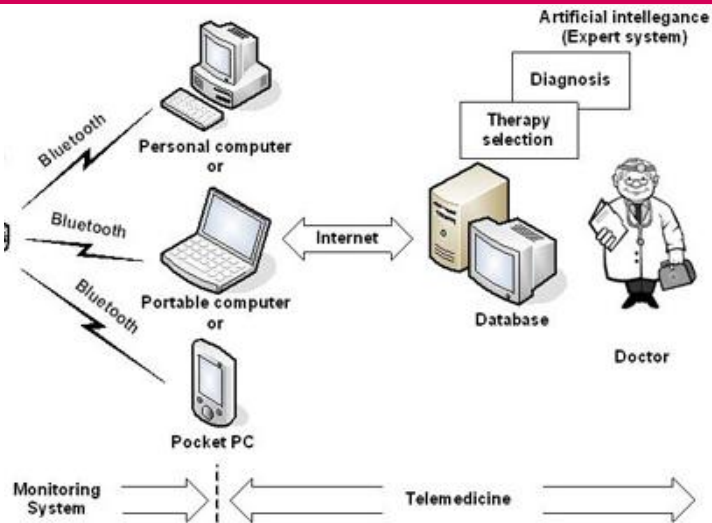 Artificial intellegance
(Expert system)
Diagnosis
Therapy
selection
Bluetooth
Personal computer
or
Bluetooth
Internet
Portable computer
or
Bluetooth
Database
Doctor
Pocket PC
Monitoring
System
Telemedicine